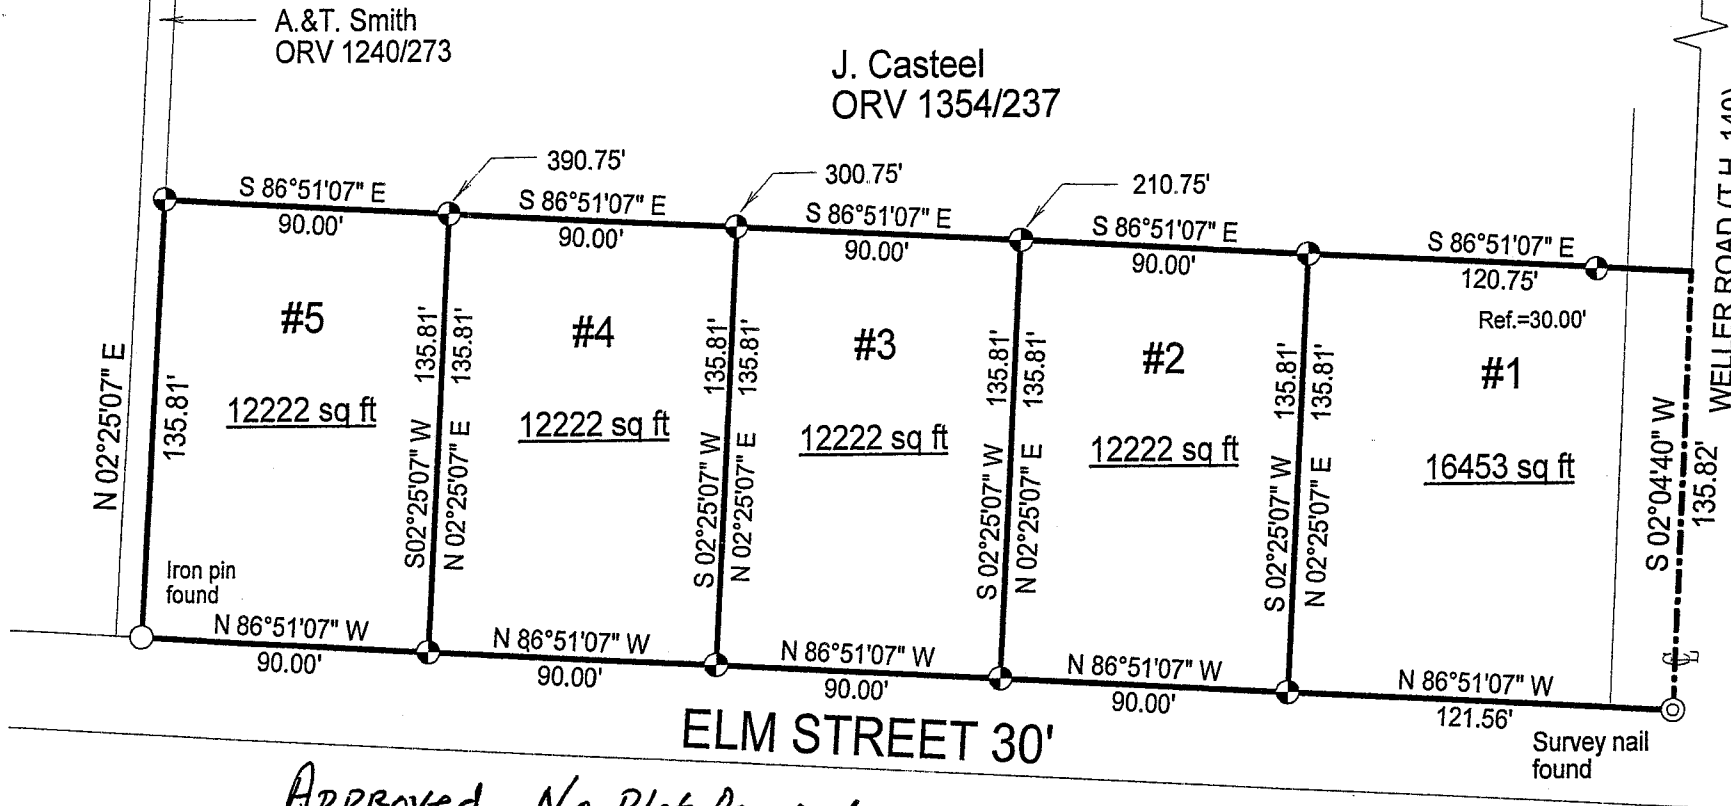 A.&T. Smith
ORV 1240/273
J. Casteel
ORV 1354/237
390.75'
300.75'
210.75'
S 86°51'07" E
90.00'
S 86°51'07" E
90.00'
S 86°51'07" E
90.00'
S 86°51'07" E
90.00'
S 86°51'07" E
120.75'
Ref.=30.00'
#5
#4
#3
#2
#1
12222 sq ft
12222 sq ft
12222 sq ft
12222 sq ft
16453 sq ft
N 02°25'07" E
135.81'
S02°25'07" W 135.81'
N 02°25'07" E 135.81'
S 02°25'07" W 135.81'
N 02°25'07" E 135.81'
S 02°25'07" W 135.81'
N 02°25'07" E 135.81'
S 02°25'07" W 135.81'
N 02°25'07" E 135.81'
S 02°04'40" W
135.82'
WELLER ROAD
Iron pin
found
N 86°51'07" W
90.00'
N 86°51'07" W
90.00'
N 86°51'07" W
90.00'
N 86°51'07" W
90.00'
N 86°51'07" W
121.56'
ELM STREET 30'
Survey nail
found
Approved No Plat